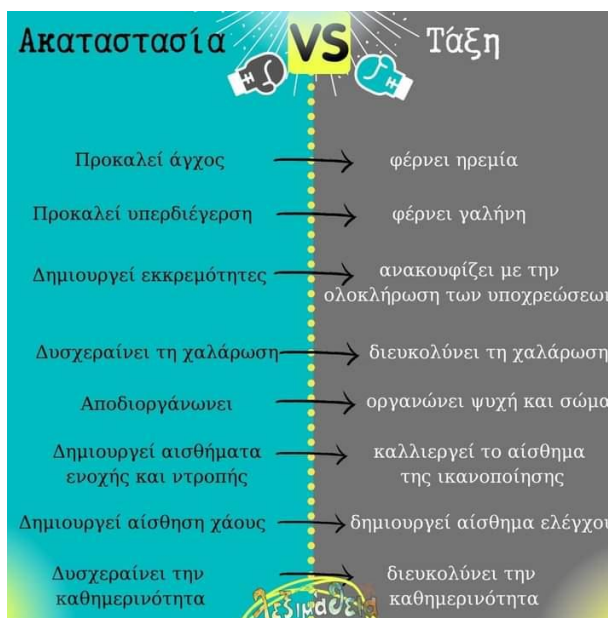 Ακαταστασία VS Τάξη
Προκαλεί άγχος
φέρνει ηρεμία
Προκαλεί υπερδιέγερση
φέρνει γαλήνη
Δημιουργεί εκκρεμότητες
ανακουφίζει με την
ολοκλήρωση των υποχρεώσεων
Δυσχεραίνει τη χαλάρωση
διευκολύνει τη χαλάρωση
Αποδιοργάνωνει
οργανώνει ψυχή και σώμα
Δημιουργεί αισθήματα
ενοχής και ντροπής
καλλιεργεί το αίσθημα
της ικανοποίησης
Δημιουργεί αίσθηση χάους
δημιουργεί αίσθημα ελέγχου
Δυσχεραίνει την
καθημερινότητα
διευκολύνει την
καθημερινότητα
λεξιμάθεια